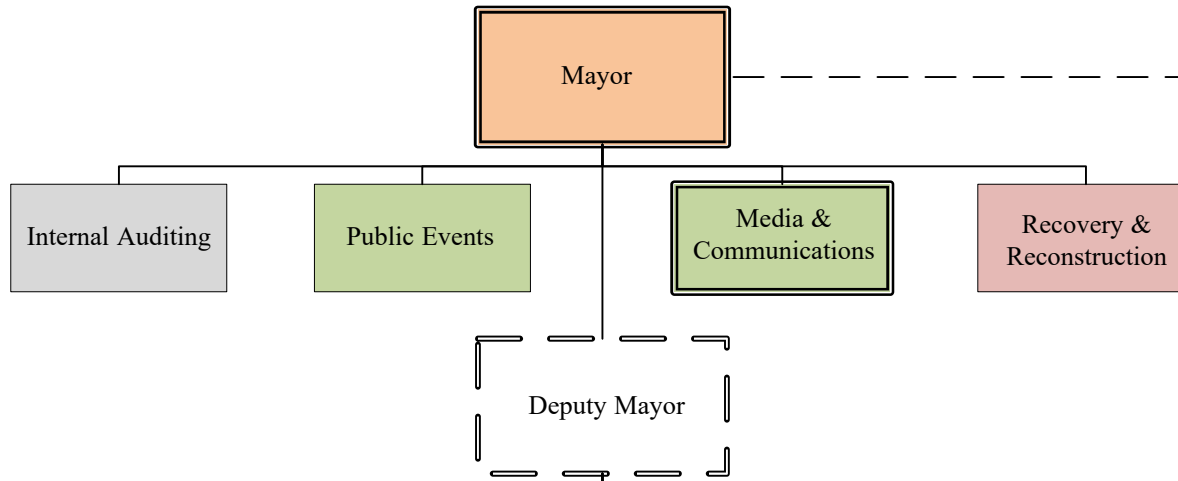 Mayor
Internal Auditing
Public Events
Media &
Communications
Recovery &
Reconstruction
Deputy Mayor